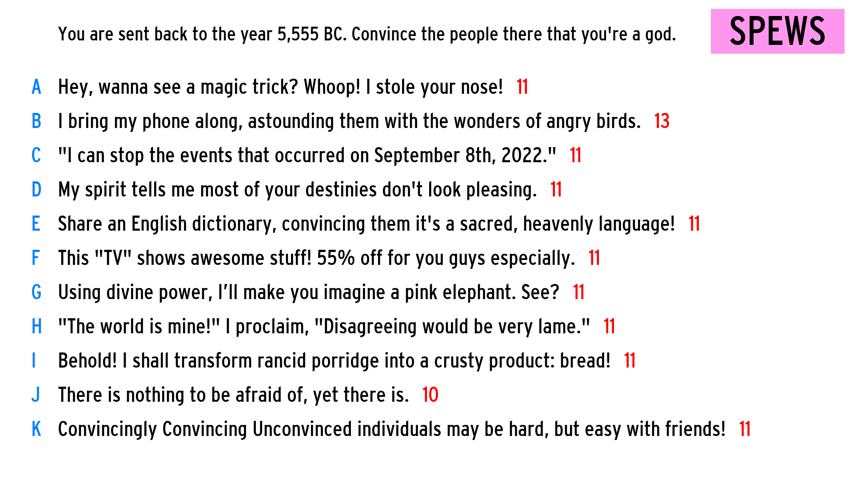 You are sent back to the year 5,555 BC. Convince the people there that you're a god.
SPEWS
A Hey, wanna see a magic trick? Whoop! I stole your nose! 11
B I bring my phone along, astounding them with the wonders of angry birds. 13
C "I can stop the events that occurred on September 8th, 2022." 11
D My spirit tells me most of your destinies don't look pleasing. 11
E Share an English dictionary, convincing them it's a sacred, heavenly language! 11
F This "TV" shows awesome stuff! 55% off for you guys especially. 11
G Using divine power, I’ll make you imagine a pink elephant. See? 11
H "The world is mine!" I proclaim, "Disagreeing would be very lame." 11
I Behold! I shall transform rancid porridge into a crusty product: bread! 11
J There is nothing to be afraid of, yet there is. 10
K Convincingly Convincing Unconvinced individuals may be hard, but easy with friends! 11